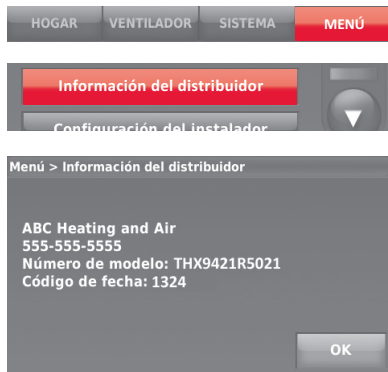 HOGAR VENTILADOR SISTEMA MENÚ
Información del distribuidor
Configuración del instalador
Menú > Información del distribuidor
ABC Heating and Air
555-555-5555
Número de modelo: THX9421R5021
Código de fecha: 1324
OK